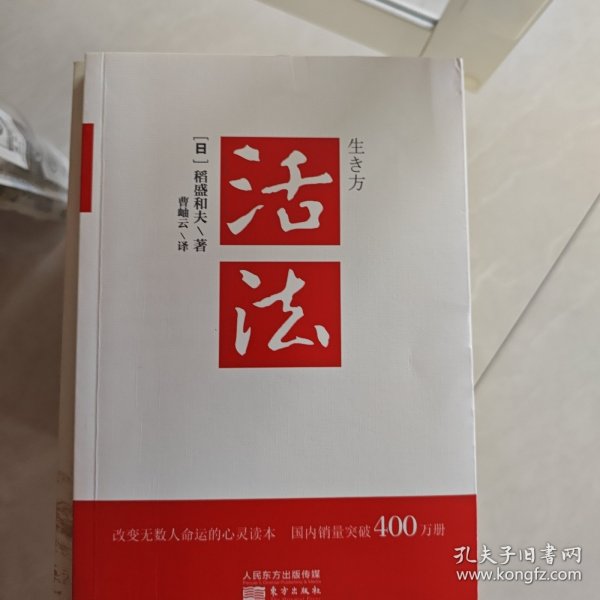 生き方
活
法
[日]稻盛和夫\著
曹岫云\译
改变无数人命运的心灵读本 国内销量突破400万册
人民东方出版传媒
东方出版社
孔夫子旧书网
www.kongfz.com